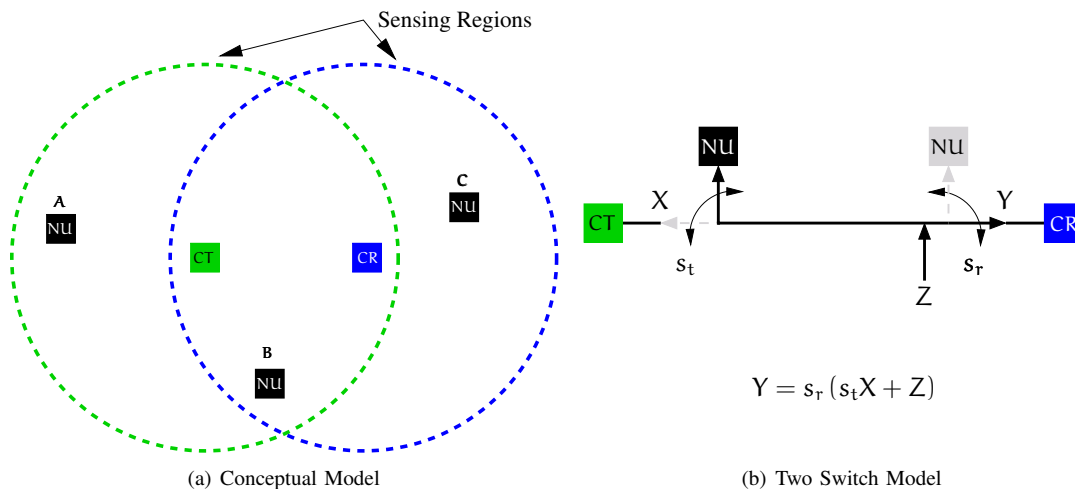 Sensing Regions
A
NU
CT
CR
C
NU
B
NU
(a) Conceptual Model
NU
NU
CT
X
Y
CR
s_t
s_r
Z
Y = s_r (s_t X + Z)
(b) Two Switch Model